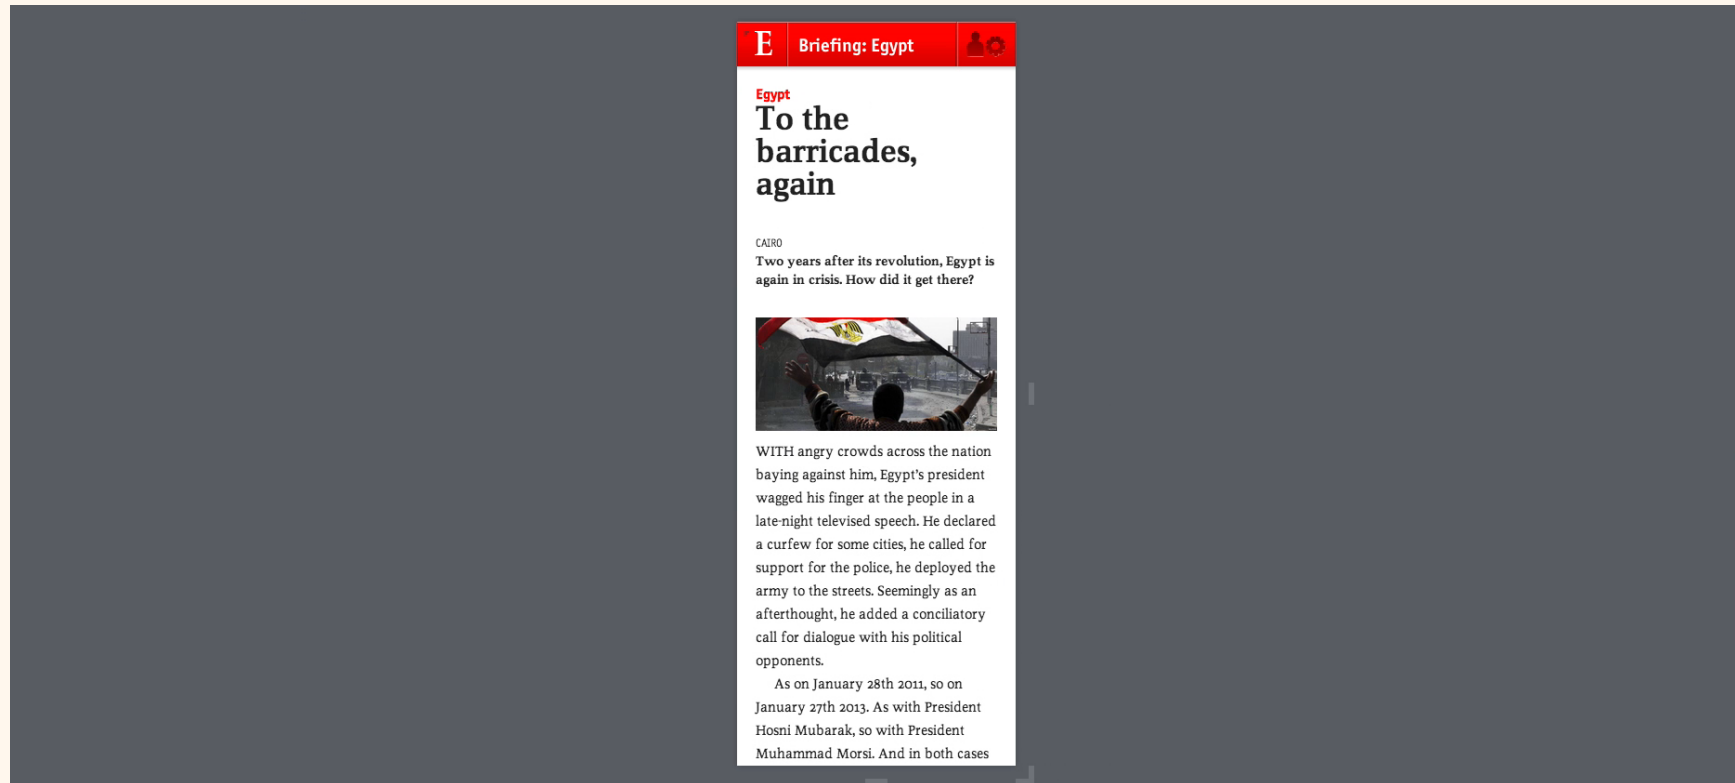 E Briefing: Egypt
Egypt
To the
barricades,
again
CAIRO
Two years after its revolution, Egypt is
again in crisis. How did it get there?
WITH angry crowds across the nation
baying against him, Egypt’s president
wagged his finger at the people in a
late-night televised speech. He declared
a curfew for some cities, he called for
support for the police, he deployed the
army to the streets. Seemingly as an
afterthought, he added a conciliatory
call for dialogue with his political
opponents.
As on January 28th 2011, so on
January 27th 2013. As with President
Hosni Mubarak, so with President
Muhammad Morsi. And in both cases